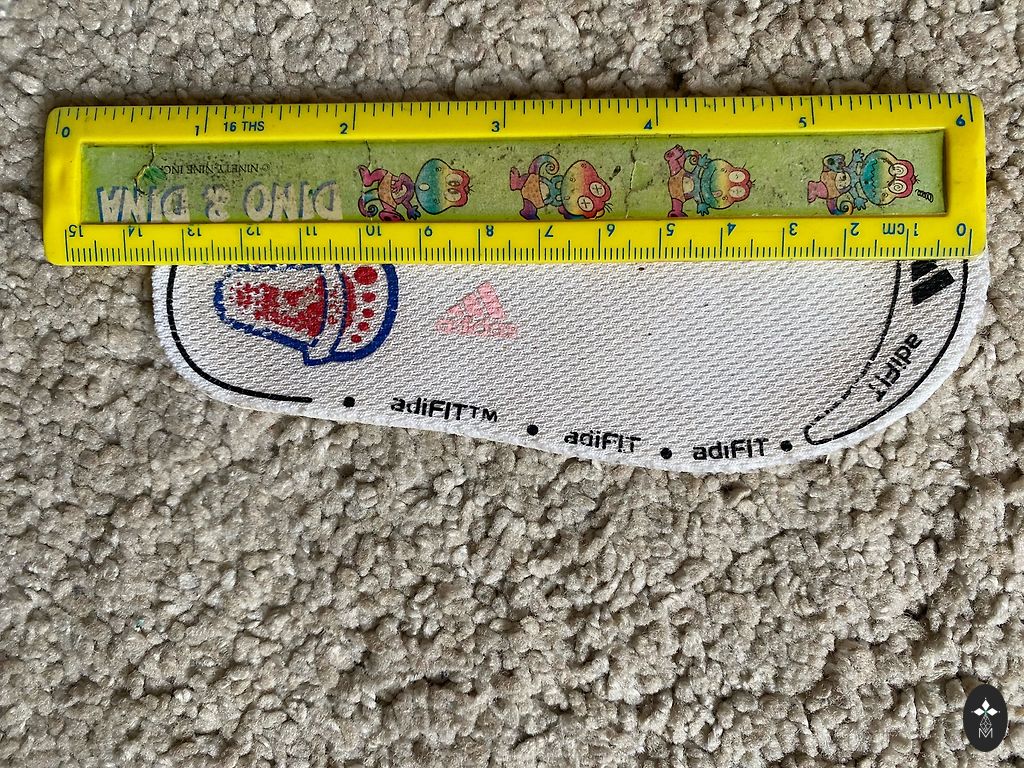 0 1 16 THS 2 3 4 5 6
© NINETY-NINE INC.
DINO & DINA
15 14 13 12 11 10 9 8 7 6 5 4 3 2 1 cm 0
adidas
adiFIT
adiFIT™
adiFIT
adiFIT
M